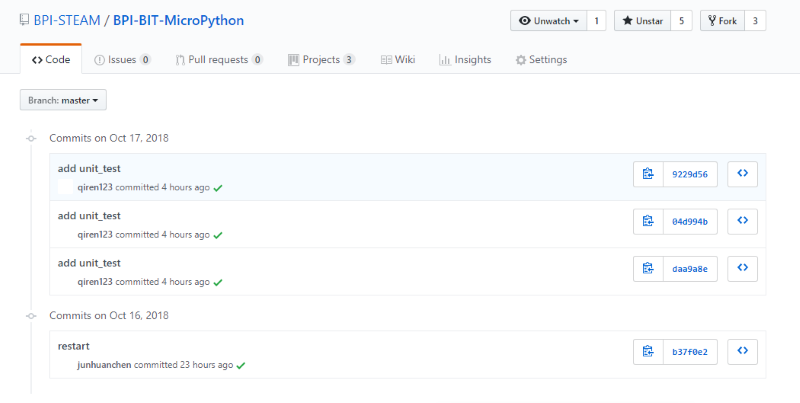 BPI-STEAM / BPI-BIT-MicroPython Unwatch 1 Unstar 5 Fork 3
Code Issues 0 Pull requests 0 Projects 3 Wiki Insights Settings
Branch: master
Commits on Oct 17, 2018
add unit_test
9229d56
qiren123 committed 4 hours ago
add unit_test
04d994b
qiren123 committed 4 hours ago
add unit_test
daa9a8e
qiren123 committed 4 hours ago
Commits on Oct 16, 2018
restart
b37f0e2
junhuanchen committed 23 hours ago